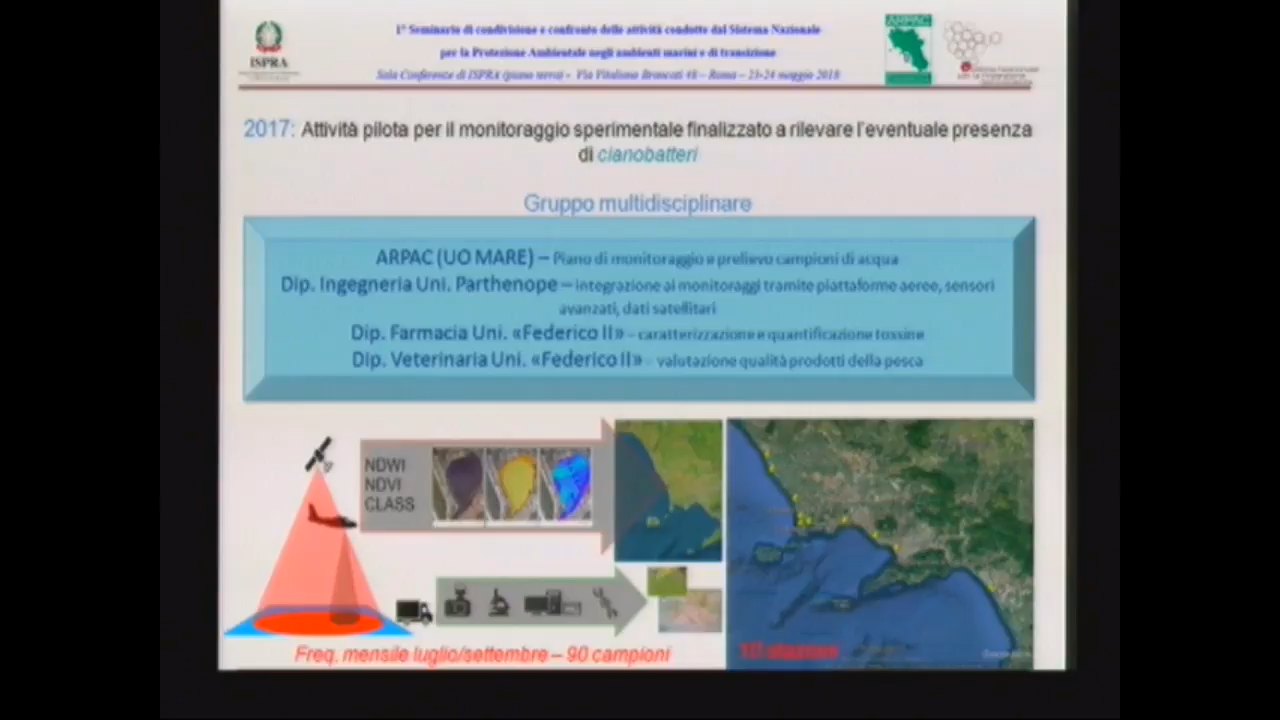 1° Seminario di condivisione e confronto delle attività condotte dal Sistema Nazionale
per la Protezione Ambientale negli ambienti marini e di transizione
Sala Conferenze di ISPRA (piano terra) - Via Vitaliano Brancati 48 – Roma – 23-24 maggio 2018
ISPRA
ARPAC
2017: Attività pilota per il monitoraggio sperimentale finalizzato a rilevare l'eventuale presenza
di cianobatteri
Gruppo multidisciplinare
ARPAC (UO MARE) – Piano di monitoraggio e prelievo campioni di acqua
Dip. Ingegneria Uni. Parthenope – integrazione ai monitoraggi tramite piattaforme aeree, sensori
avanzati, dati satellitari
Dip. Farmacia Uni. «Federico II» - caratterizzazione e quantificazione tossine
Dip. Veterinaria Uni. «Federico II» - valutazione qualità prodotti della pesca
NDWI
NDVI
CLASS
Freq. mensile luglio/settembre – 90 campioni
stazioni